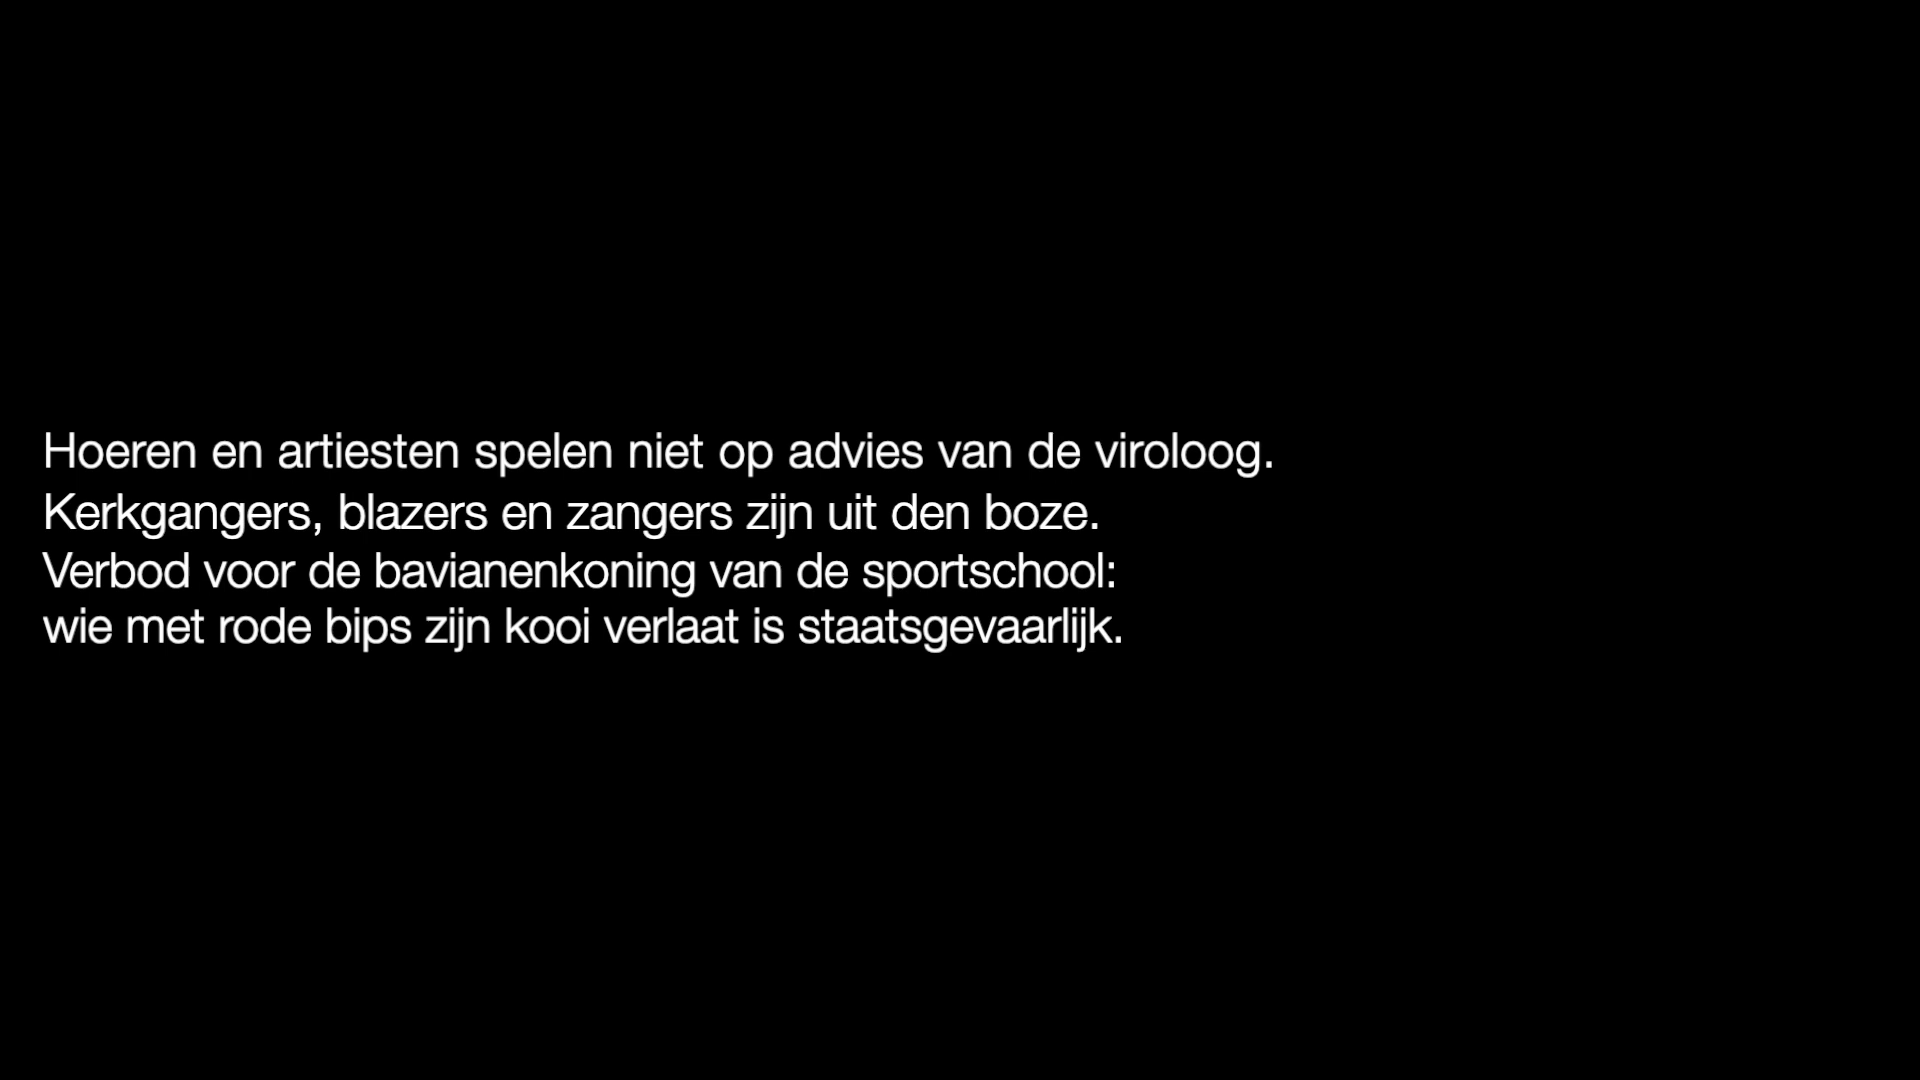 Hoeren en artiesten spelen niet op advies van de viroloog.
Kerkgangers, blazers en zangers zijn uit den boze.
Verbod voor de bavianenkoning van de sportschool:
wie met rode bips zijn kooi verlaat is staatsgevaarlijk.